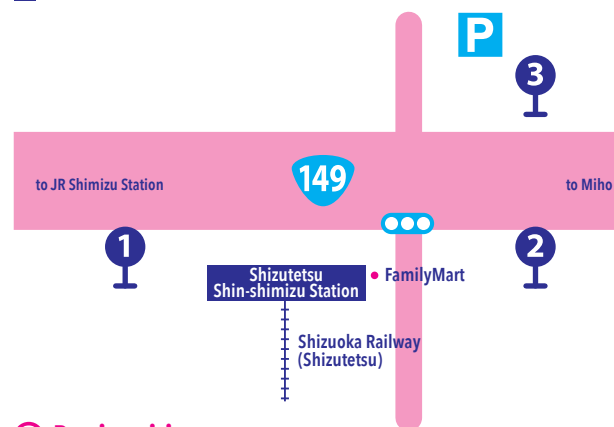 P
3
to JR Shimizu Station
149
to Miho
1
2
Shizutetsu
Shin-shimizu Station
FamilyMart
Shizuoka Railway
(Shizutetsu)